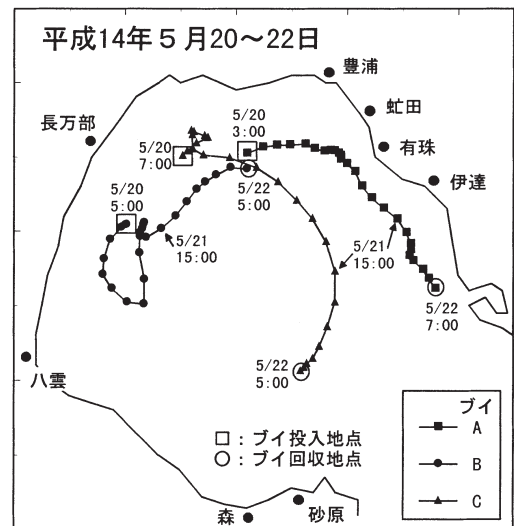 平成14年5月20～22日
豊浦
虻田
長万部
5/20
3:00
有珠
5/20
7:00
伊達
5/20
5:00
5/22
5:00
5/21
15:00
5/21
15:00
5/22
7:00
5/22
5:00
八雲
ブイ
□：ブイ投入地点
A
○：ブイ回収地点
B
C
森
砂原